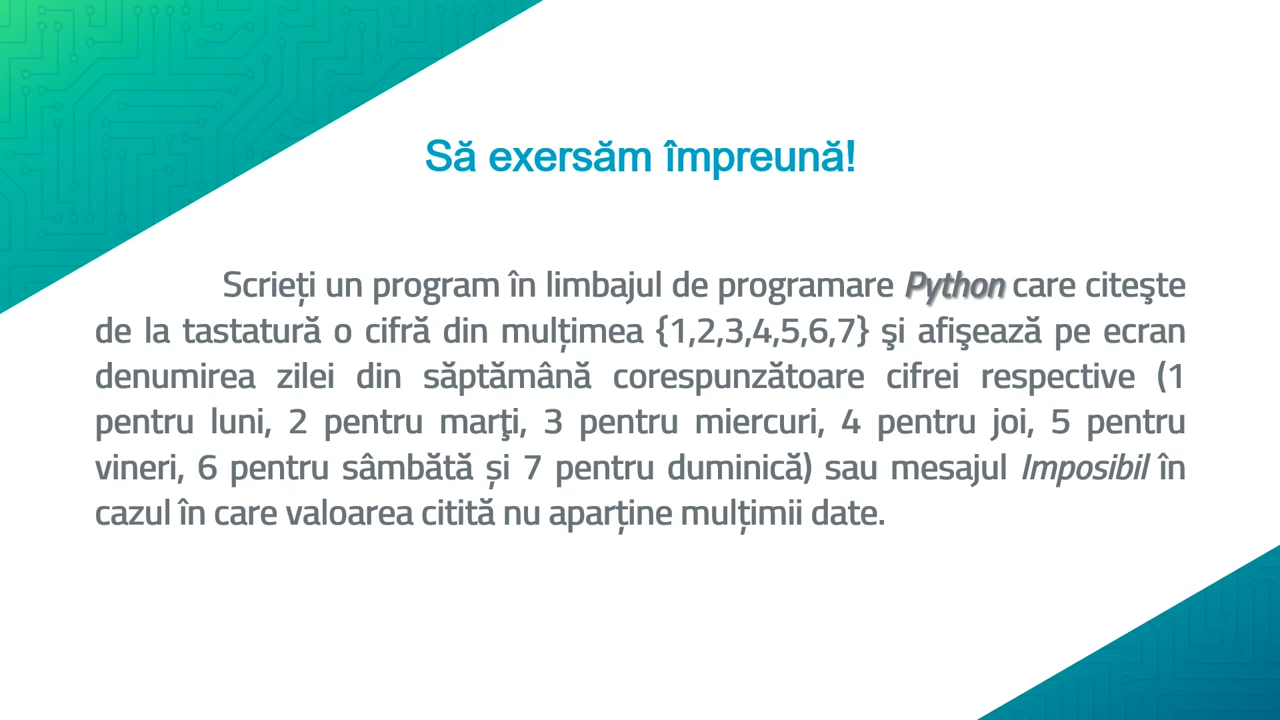 Să exersăm împreună!
Scrieți un program în limbajul de programare Python care citeşte
de la tastatură o cifră din mulțimea {1,2,3,4,5,6,7} şi afişează pe ecran
denumirea zilei din săptămână corespunzătoare cifrei respective (1
pentru luni, 2 pentru marţi, 3 pentru miercuri, 4 pentru joi, 5 pentru
vineri, 6 pentru sâmbătă și 7 pentru duminică) sau mesajul Imposibil în
cazul în care valoarea citită nu aparține mulțimii date.